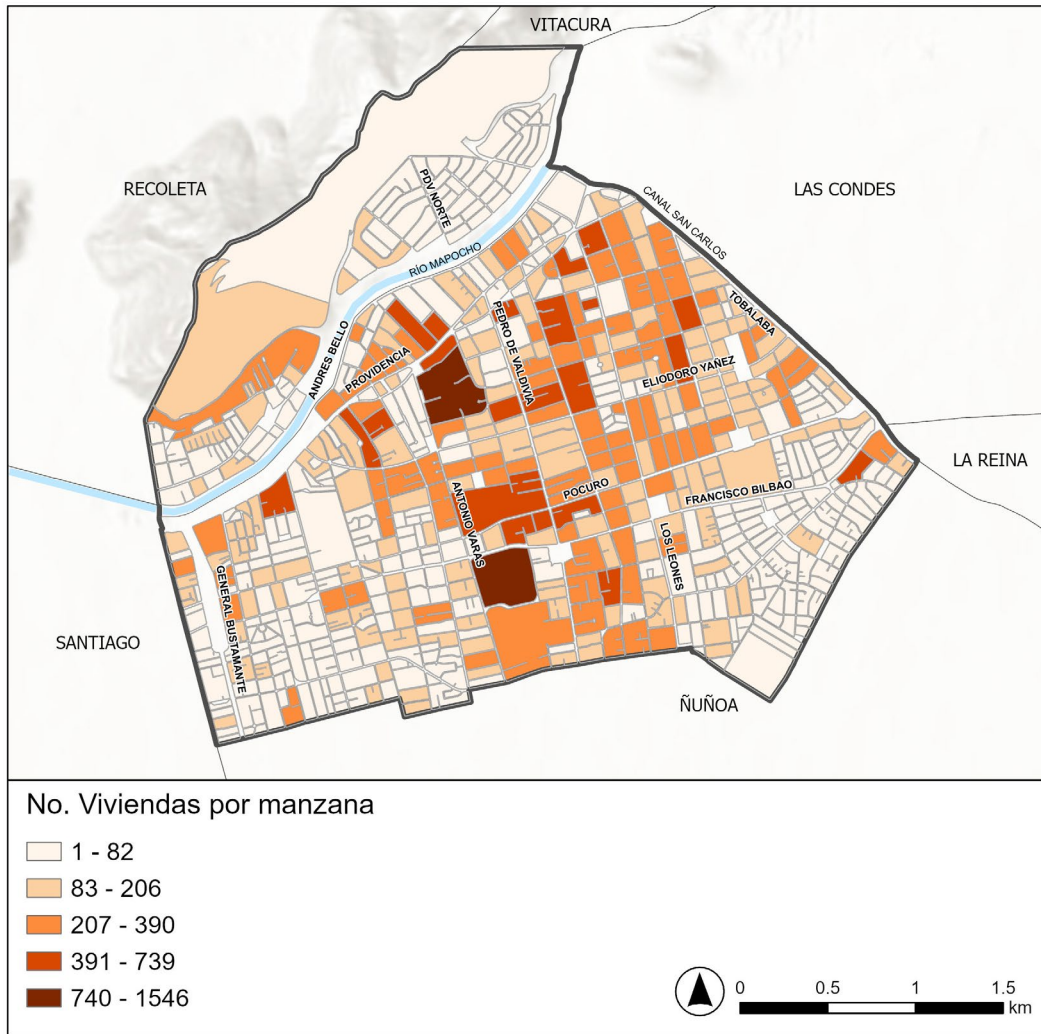 VITACURA
RECOLETA
LAS CONDES
PDV NORTE
CANAL SAN CARLOS
RÍO MAPOCHO
TOBALABA
PEDRO DE VALDIVIA
ANDRES BELLO
PROVIDENCIA
ELIODORO YAÑEZ
LA REINA
POCURO
FRANCISCO BILBAO
ANTONIO VARAS
LOS LEONES
GENERAL BUSTAMANTE
SANTIAGO
ÑUÑOA
No. Viviendas por manzana
1 - 82
83 - 206
207 - 390
391 - 739
740 - 1546
0 0.5 1 1.5
km